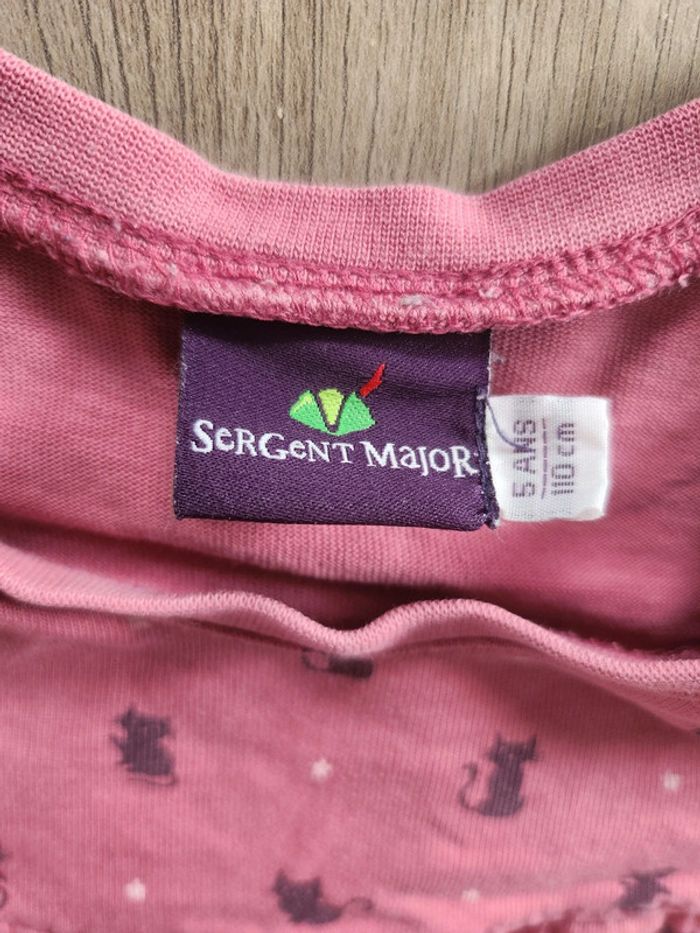 SeRGeNT MaJoR
5 ANS
110 cm